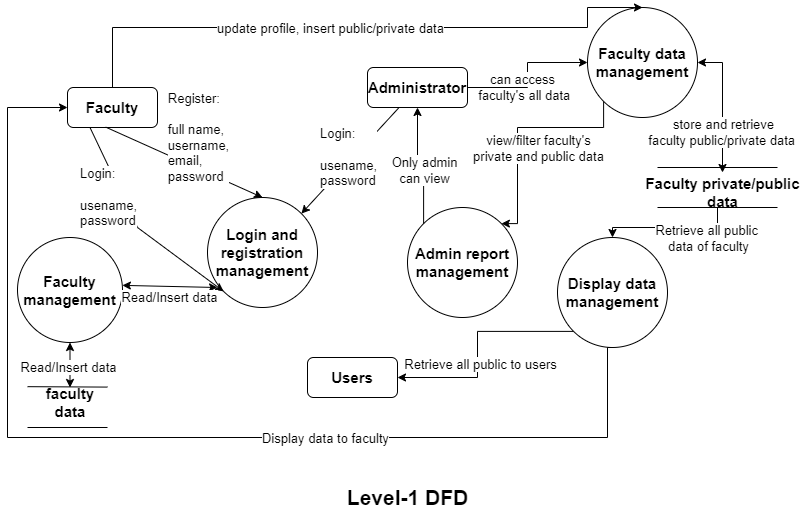 update profile, insert public/private data
Faculty data
management
Administrator
can access
faculty's all data
Faculty
Register:
full name,
username,
email,
password
Login:
usename,
password
Login:
usename,
password
Only admin
can view
view/filter faculty's
private and public data
store and retrieve
faculty public/private data
Faculty private/public
data
Retrieve all public
data of faculty
Login and
registration
management
Admin report
management
Display data
management
Faculty
management
Read/Insert data
Read/Insert data
faculty
data
Users
Retrieve all public to users
Display data to faculty
Level-1 DFD